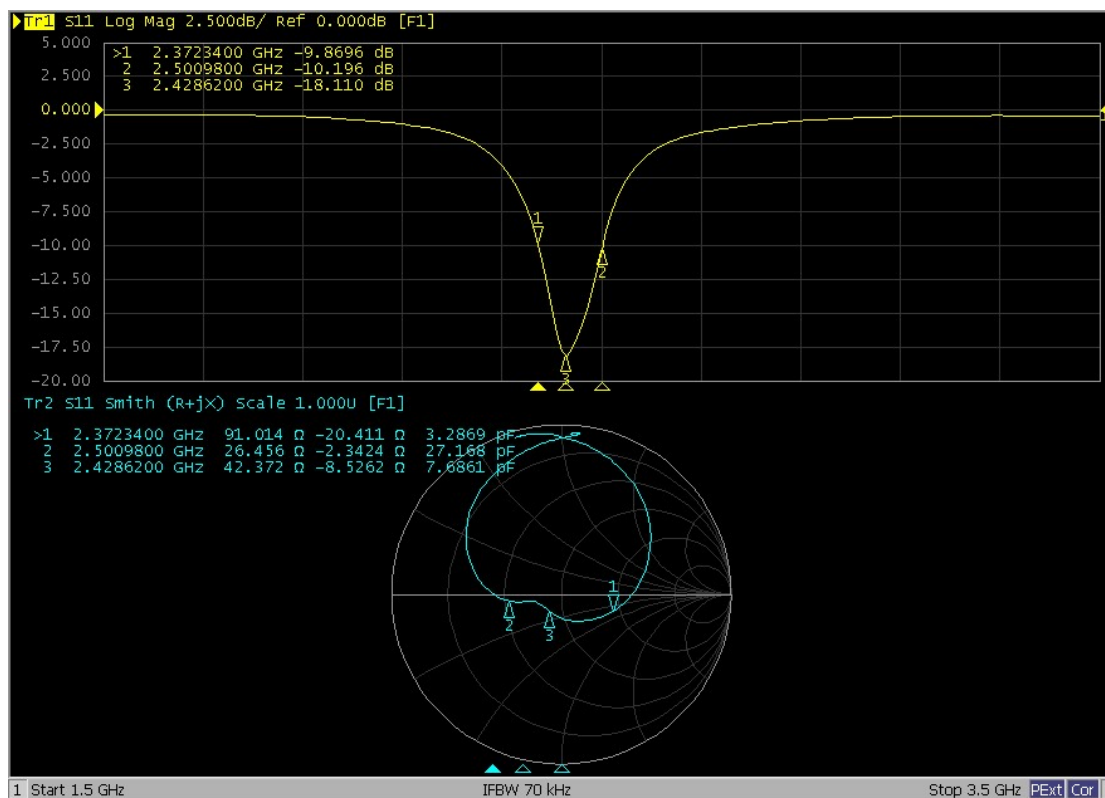 Tr1 S11 Log Mag 2.500dB/ Ref 0.000dB [F1]
5.000
>1 2.3723400 GHz -9.8696 dB
2 2.5009800 GHz -10.196 dB
3 2.4286200 GHz -18.110 dB
2.500
0.000
-2.500
-5.000
-7.500
-10.00
-12.50
-15.00
-17.50
-20.00
1
2
3
Tr2 S11 Smith (R+jX) Scale 1.000U [F1]
>1 2.3723400 GHz 91.014 Ω -20.411 Ω 3.2869 pF
2 2.5009800 GHz 26.456 Ω -2.3424 Ω 27.168 pF
3 2.4286200 GHz 42.372 Ω -8.5262 Ω 7.6861 pF
1
2
3
1 Start 1.5 GHz IFBW 70 kHz Stop 3.5 GHz PExt Cor